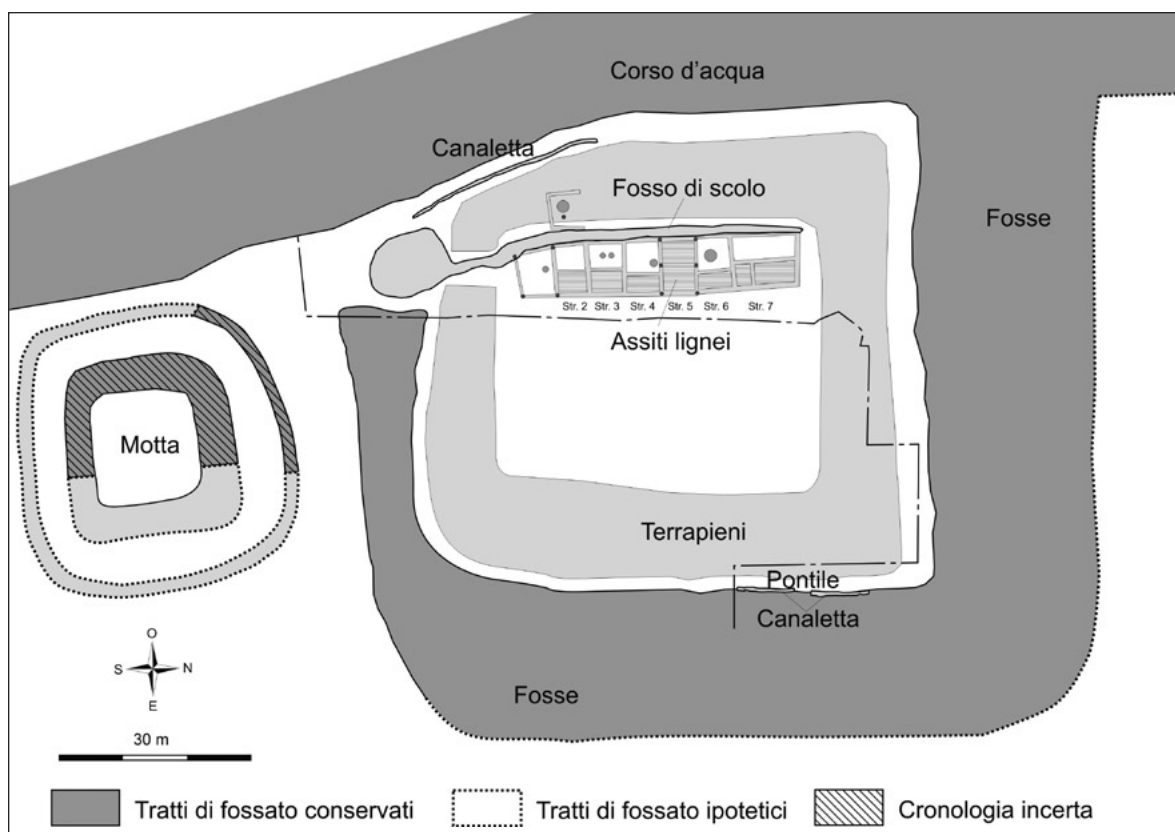 Corso d'acqua
Canaletta
Fosso di scolo
Fosse
Str. 2 Str. 3 Str. 4 Str. 5 Str. 6 Str. 7
Assiti lignei
Motta
Terrapieni
Pontile
Canaletta
O
S N
E
Fosse
30 m
Tratti di fossato conservati
Tratti di fossato ipotetici
Cronologia incerta